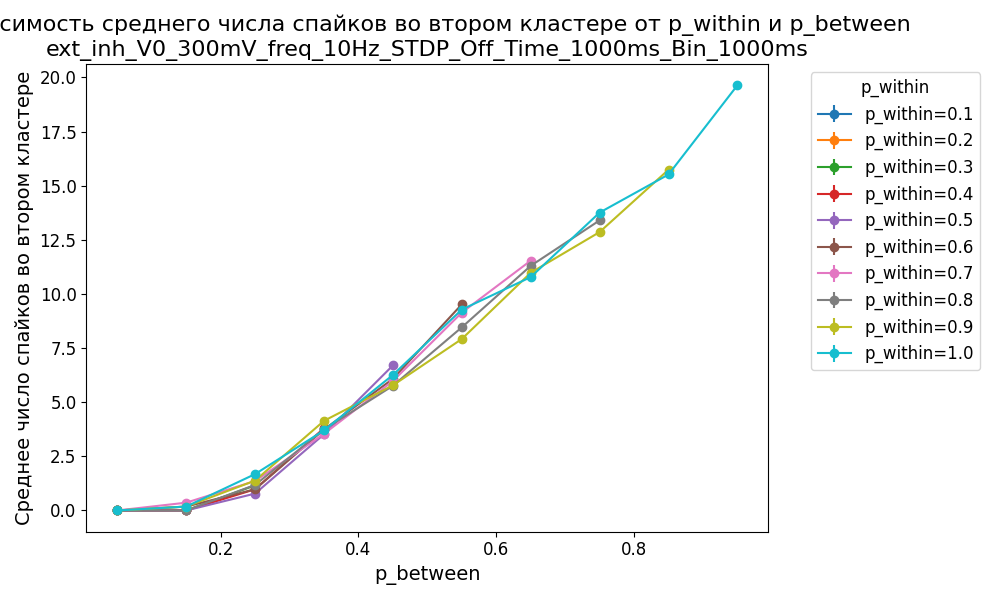 симость среднего числа спайков во втором кластере от p_within и p_between
ext_inh_V0_300mV_freq_10Hz_STDP_Off_Time_1000ms_Bin_1000ms
Среднее число спайков во втором кластере
20.0
17.5
15.0
12.5
10.0
7.5
5.0
2.5
0.0
0.2
0.4
0.6
0.8
p_between
p_within
p_within=0.1
p_within=0.2
p_within=0.3
p_within=0.4
p_within=0.5
p_within=0.6
p_within=0.7
p_within=0.8
p_within=0.9
p_within=1.0